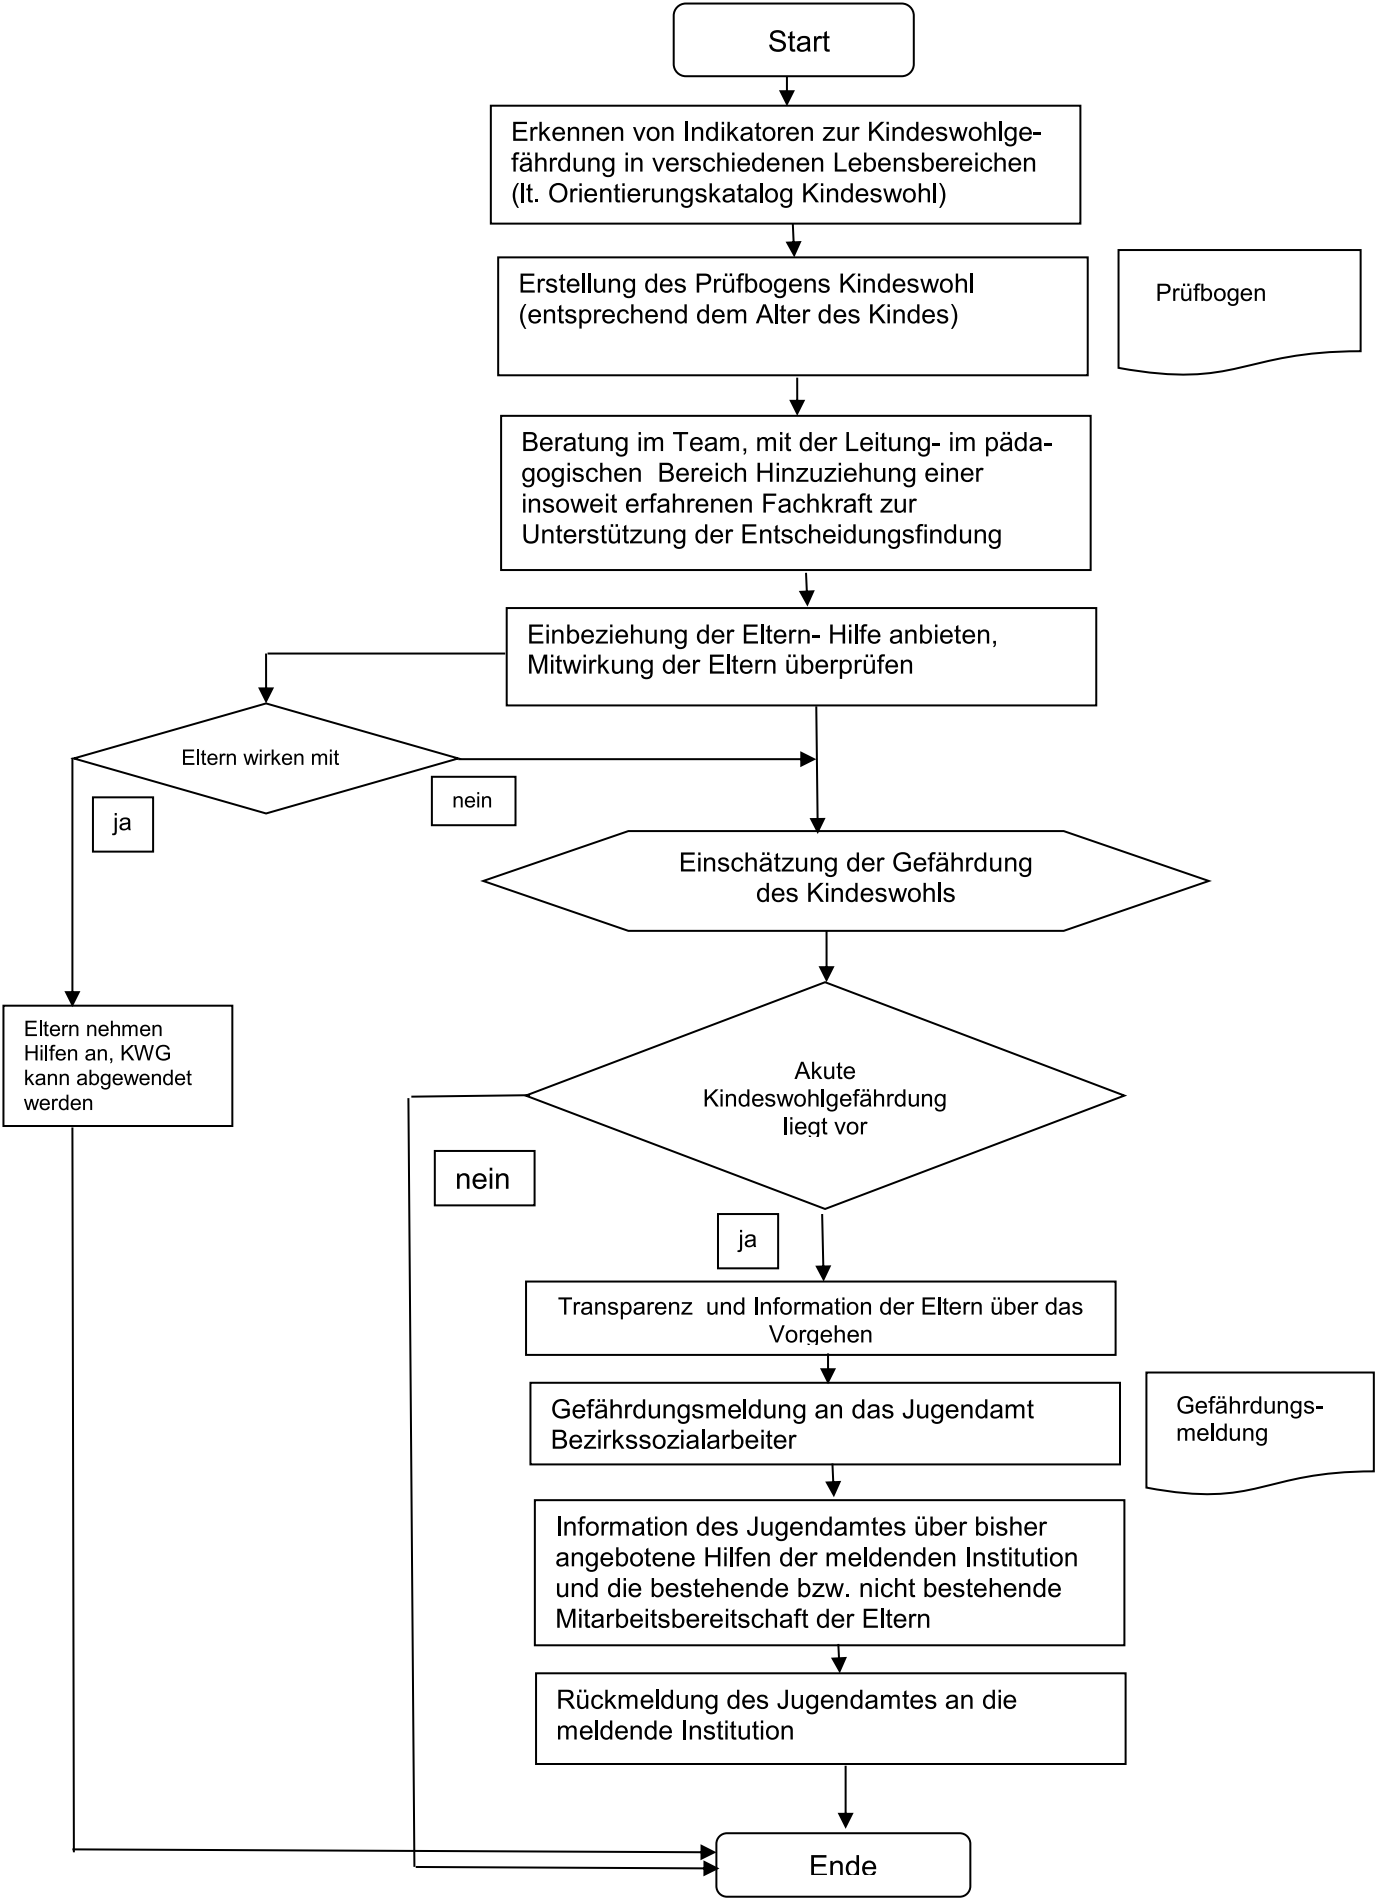 Start
Erkennen von Indikatoren zur Kindeswohlge-
fährdung in verschiedenen Lebensbereichen
(lt. Orientierungskatalog Kindeswohl)
Erstellung des Prüfbogens Kindeswohl
(entsprechend dem Alter des Kindes)
Prüfbogen
Beratung im Team, mit der Leitung- im päda-
gogischen  Bereich Hinzuziehung einer
insoweit erfahrenen Fachkraft zur
Unterstützung der Entscheidungsfindung
Einbeziehung der Eltern- Hilfe anbieten,
Mitwirkung der Eltern überprüfen
Eltern wirken mit
nein
ja
Einschätzung der Gefährdung
des Kindeswohls
Eltern nehmen
Hilfen an, KWG
kann abgewendet
werden
Akute
Kindeswohlgefährdung
liegt vor
nein
ja
Transparenz  und Information der Eltern über das
Vorgehen
Gefährdungsmeldung an das Jugendamt
Bezirkssozialarbeiter
Gefährdungs-
meldung
Information des Jugendamtes über bisher
angebotene Hilfen der meldenden Institution
und die bestehende bzw. nicht bestehende
Mitarbeitsbereitschaft der Eltern
Rückmeldung des Jugendamtes an die
meldende Institution
Ende